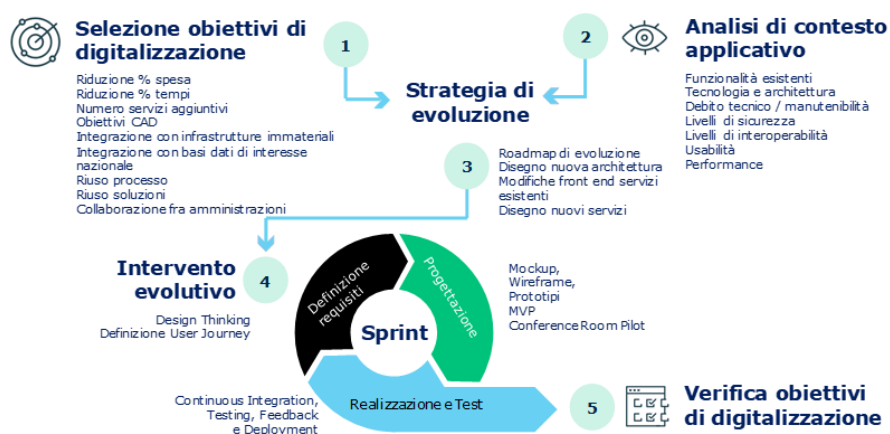 Selezione obiettivi di
digitalizzazione
Riduzione % spesa
Riduzione % tempi
Numero servizi aggiuntivi
Obiettivi CAD
Integrazione con infrastrutture immateriali
Integrazione con basi dati di interesse
nazionale
Riuso processo
Riuso soluzioni
Collaborazione fra amministrazioni
1
2
Analisi di contesto
applicativo
Funzionalità esistenti
Tecnologia e architettura
Debito tecnico / manutenibilità
Livelli di sicurezza
Livelli di interoperabilità
Usabilità
Performance
Strategia di
evoluzione
3
Roadmap di evoluzione
Disegno nuova architettura
Modifiche front end servizi
esistenti
Disegno nuovi servizi
Intervento
evolutivo
4
Design Thinking
Definizione User Journey
Definizione
requisiti
Progettazione
Sprint
Mockup,
Wireframe,
Prototipi
MVP
Conference Room Pilot
Continuous Integration,
Testing, Feedback
e Deployment
Realizzazione e Test
5
Verifica obiettivi
di digitalizzazione